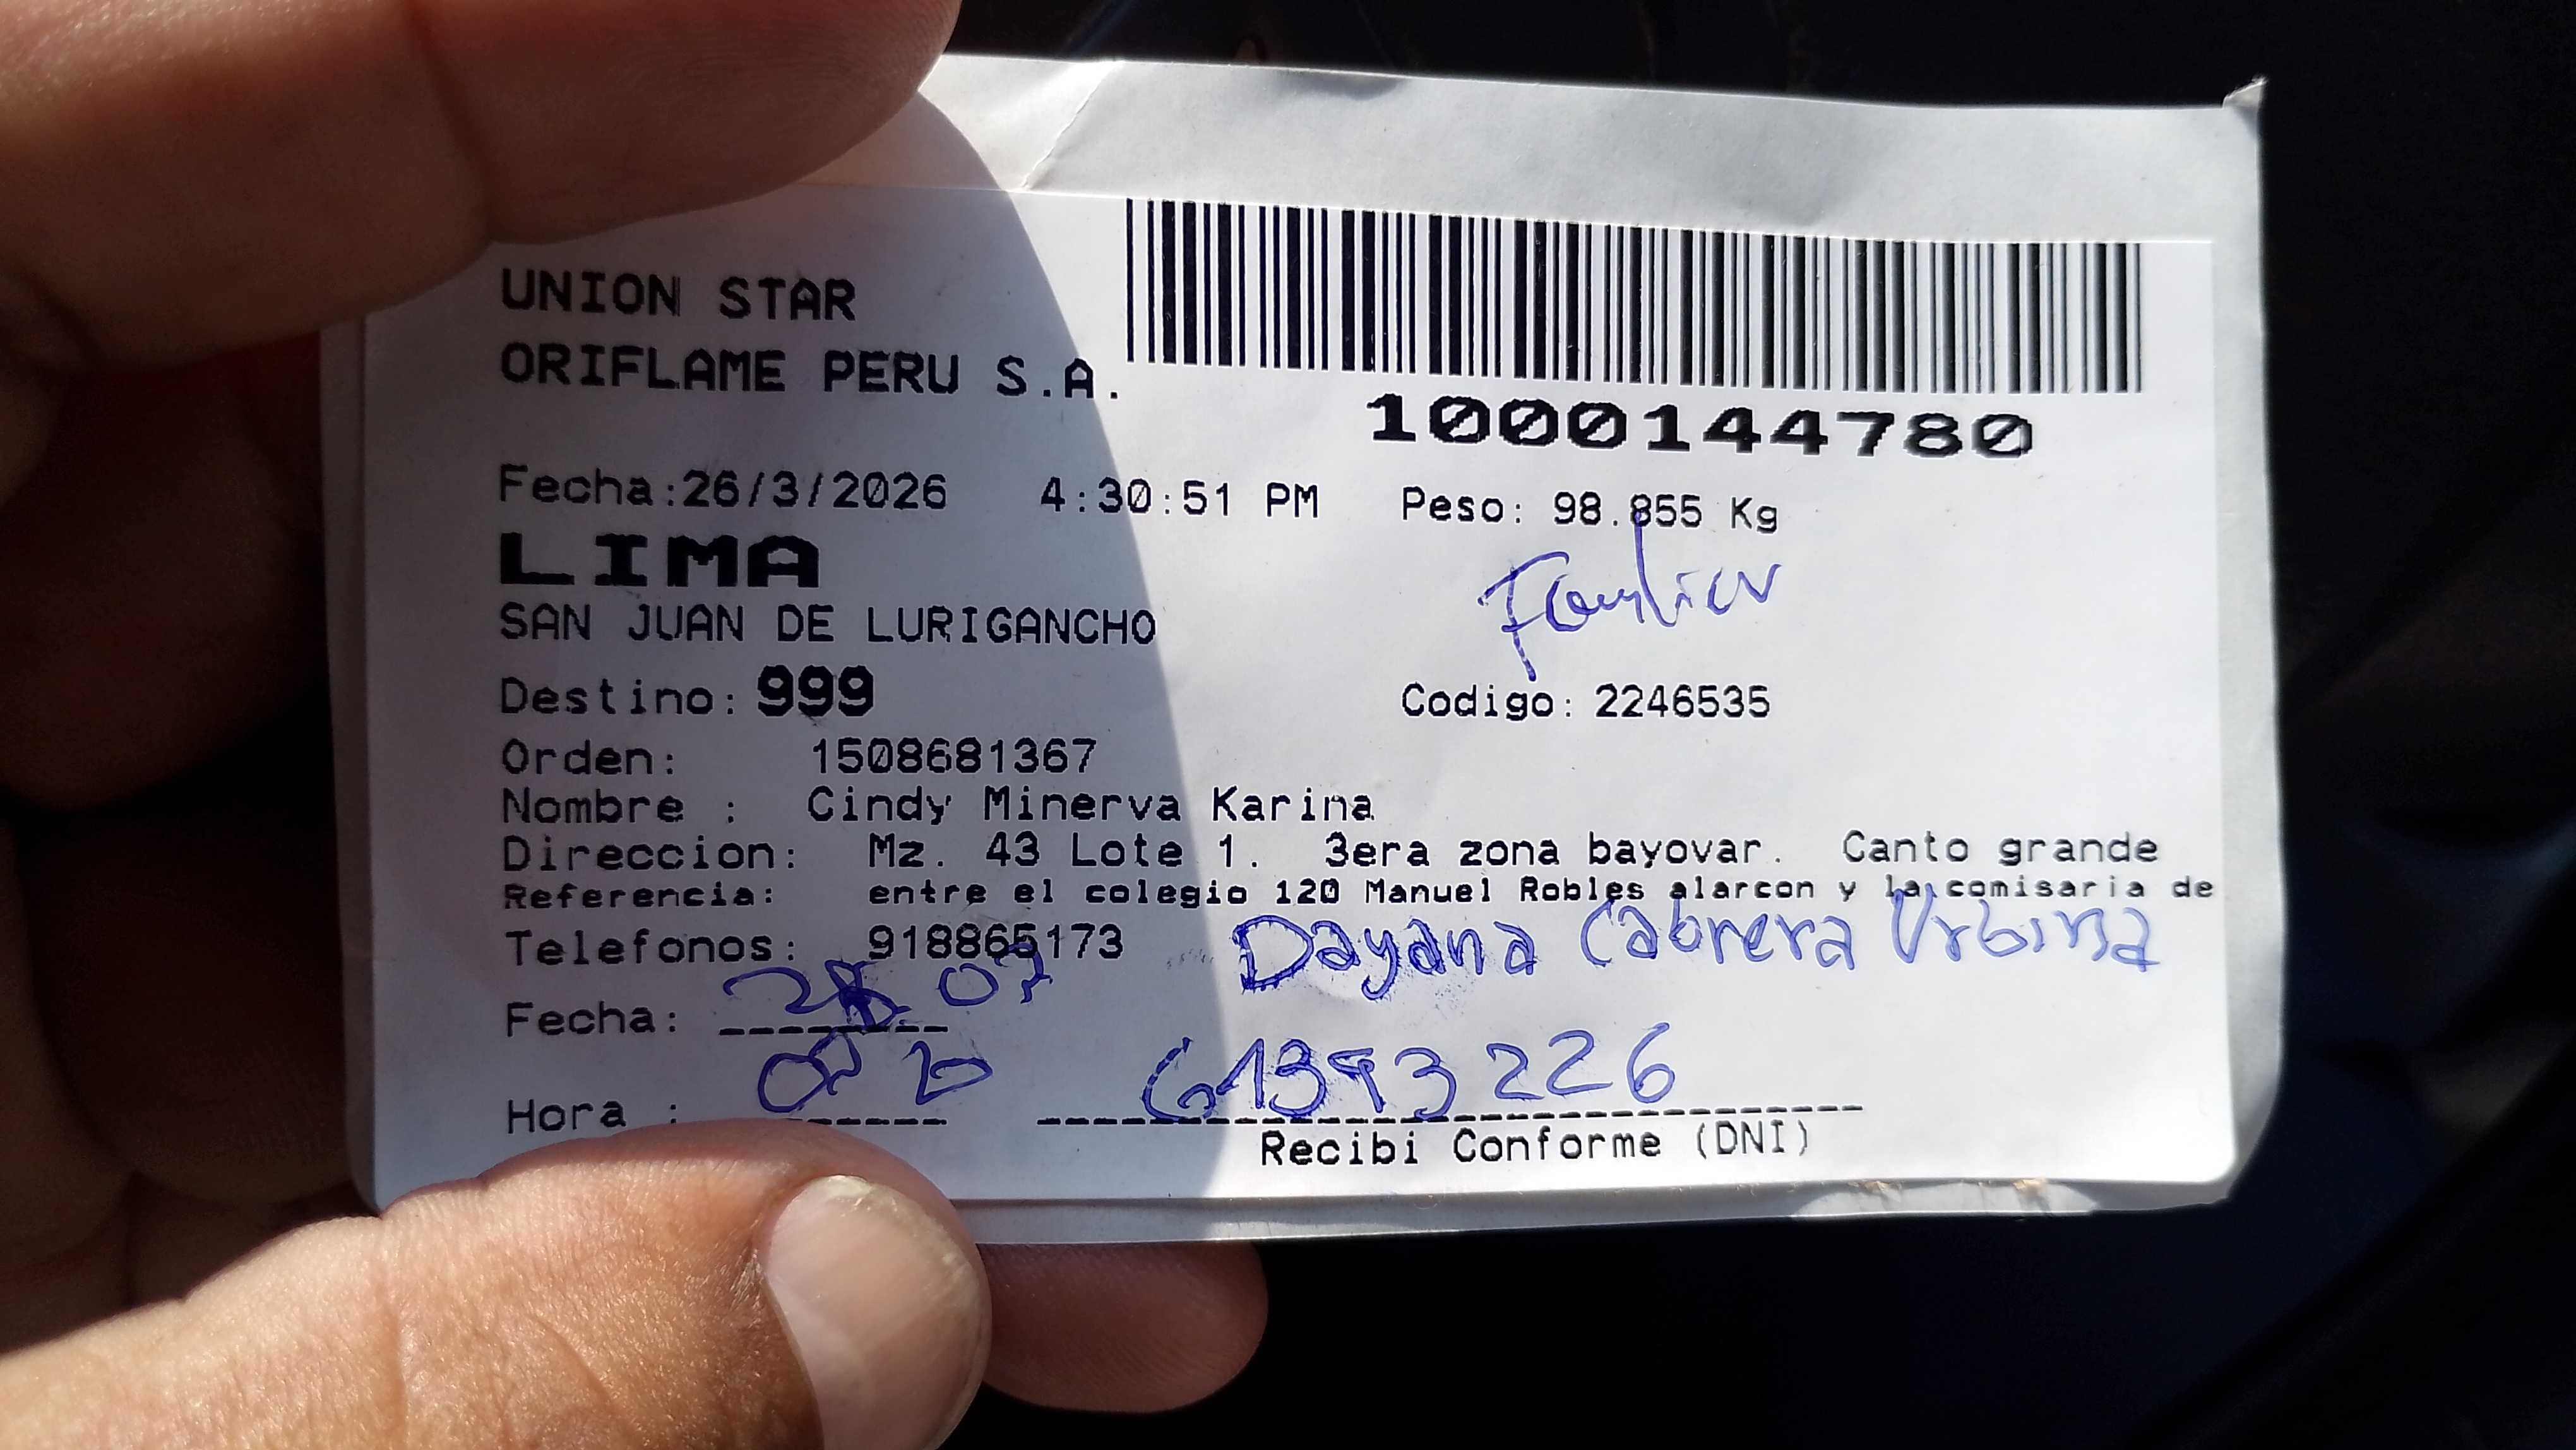 UNION STAR
ORIFLAME PERU S.A.
1000144780
Fecha:26/3/2026 4:30:51 PM Peso: 98.855 Kg
LIMA
SAN JUAN DE LURIGANCHO
Destino: 999 Codigo: 2246535
Orden: 1508681367
Nombre : Cindy Minerva Karina
Direccion: Mz. 43 Lote 1. 3era zona bayovar. Canto grande
Referencia: entre el colegio 120 Manuel Robles alarcon y la comisaria de
Telefonos: 918865173 Dayana Cabrera Urbina
Fecha:
Hora :
Recibi Conforme (DNI)